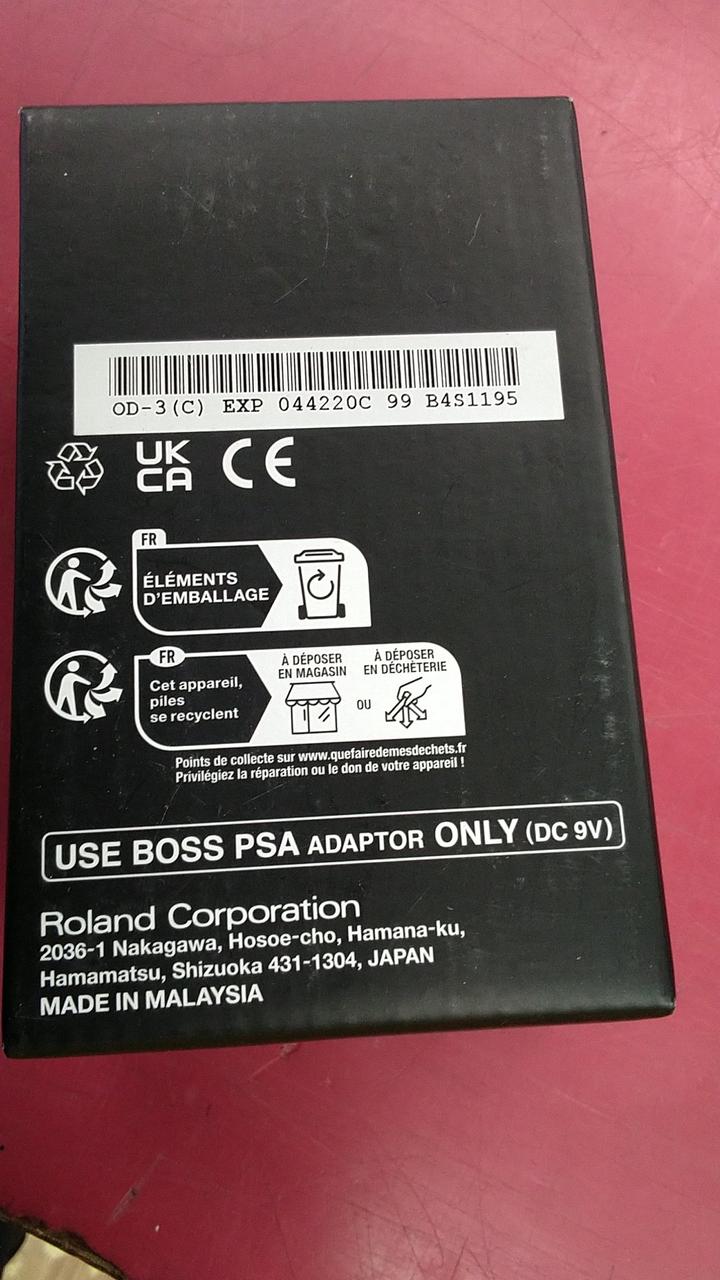 OD-3(C) EXP 044220C 99 B4S1195
UK
CA CE
FR
ÉLÉMENTS
D'EMBALLAGE
FR
Cet appareil,
piles
se recyclent
À DÉPOSER
EN MAGASIN
OU
À DÉPOSER
EN DÉCHÈTERIE
Points de collecte sur www.quefairedemesdechets.fr
Privilégiez la réparation ou le don de votre appareil !
USE BOSS PSA ADAPTOR ONLY (DC 9V)
Roland Corporation
2036-1 Nakagawa, Hosoe-cho, Hamana-ku,
Hamamatsu, Shizuoka 431-1304, JAPAN
MADE IN MALAYSIA